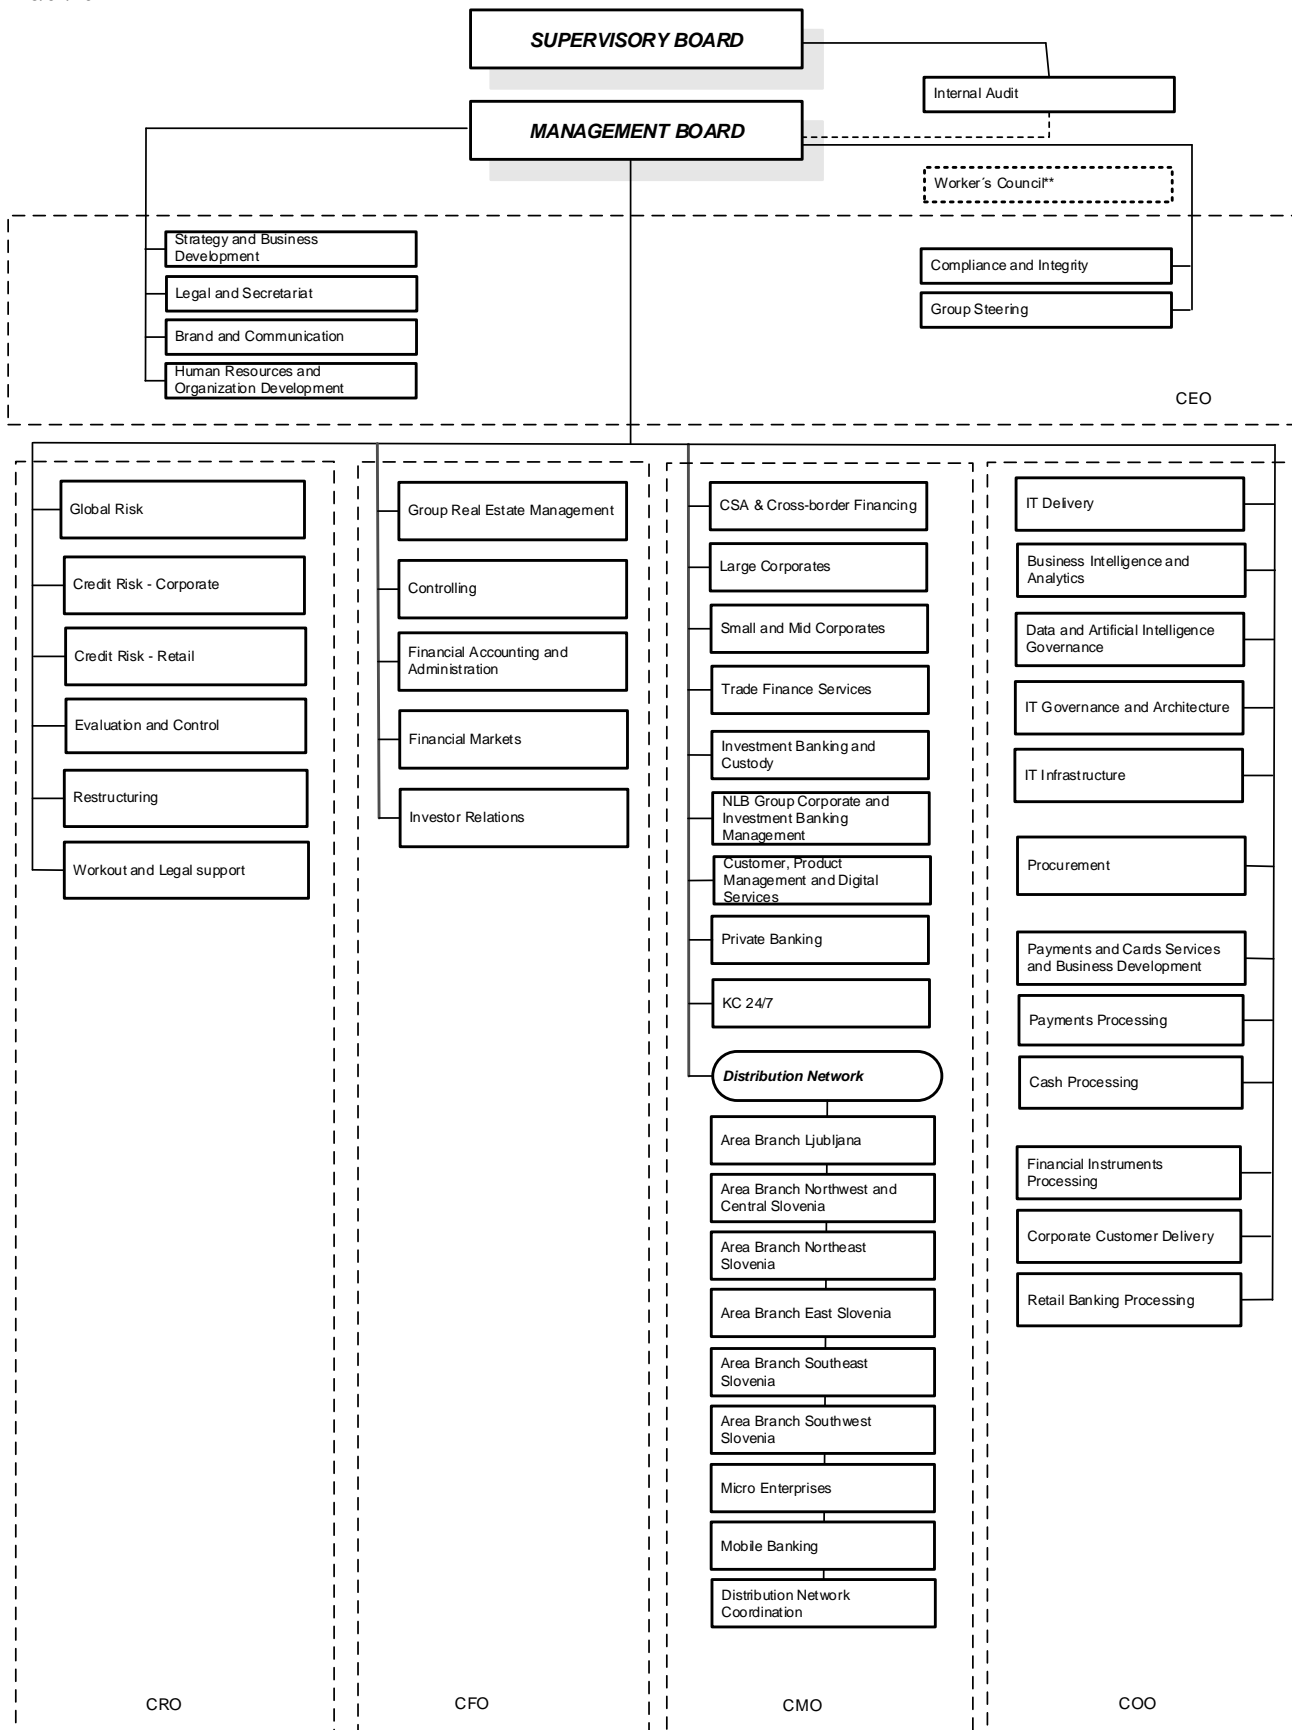 SUPERVISORY BOARD
Internal Audit
MANAGEMENT BOARD
Worker´s Council**
Strategy and Business
Development
Legal and Secretariat
Brand and Communication
Human Resources and
Organization Development
Compliance and Integrity
Group Steering
CEO
Global Risk
Credit Risk - Corporate
Credit Risk - Retail
Evaluation and Control
Restructuring
Workout and Legal support
CRO
Group Real Estate Management
Controlling
Financial Accounting and
Administration
Financial Markets
Investor Relations
CFO
CSA & Cross-border Financing
Large Corporates
Small and Mid Corporates
Trade Finance Services
Investment Banking and
Custody
NLB Group Corporate and
Investment Banking
Management
Customer, Product
Management and Digital
Services
Private Banking
KC 24/7
Distribution Network
Area Branch Ljubljana
Area Branch Northwest and
Central Slovenia
Area Branch Northeast
Slovenia
Area Branch East Slovenia
Area Branch Southeast
Slovenia
Area Branch Southwest
Slovenia
Micro Enterprises
Mobile Banking
Distribution Network
Coordination
CMO
IT Delivery
Business Intelligence and
Analytics
Data and Artificial Intelligence
Governance
IT Governance and Architecture
IT Infrastructure
Procurement
Payments and Cards Services
and Business Development
Payments Processing
Cash Processing
Financial Instruments
Processing
Corporate Customer Delivery
Retail Banking Processing
COO